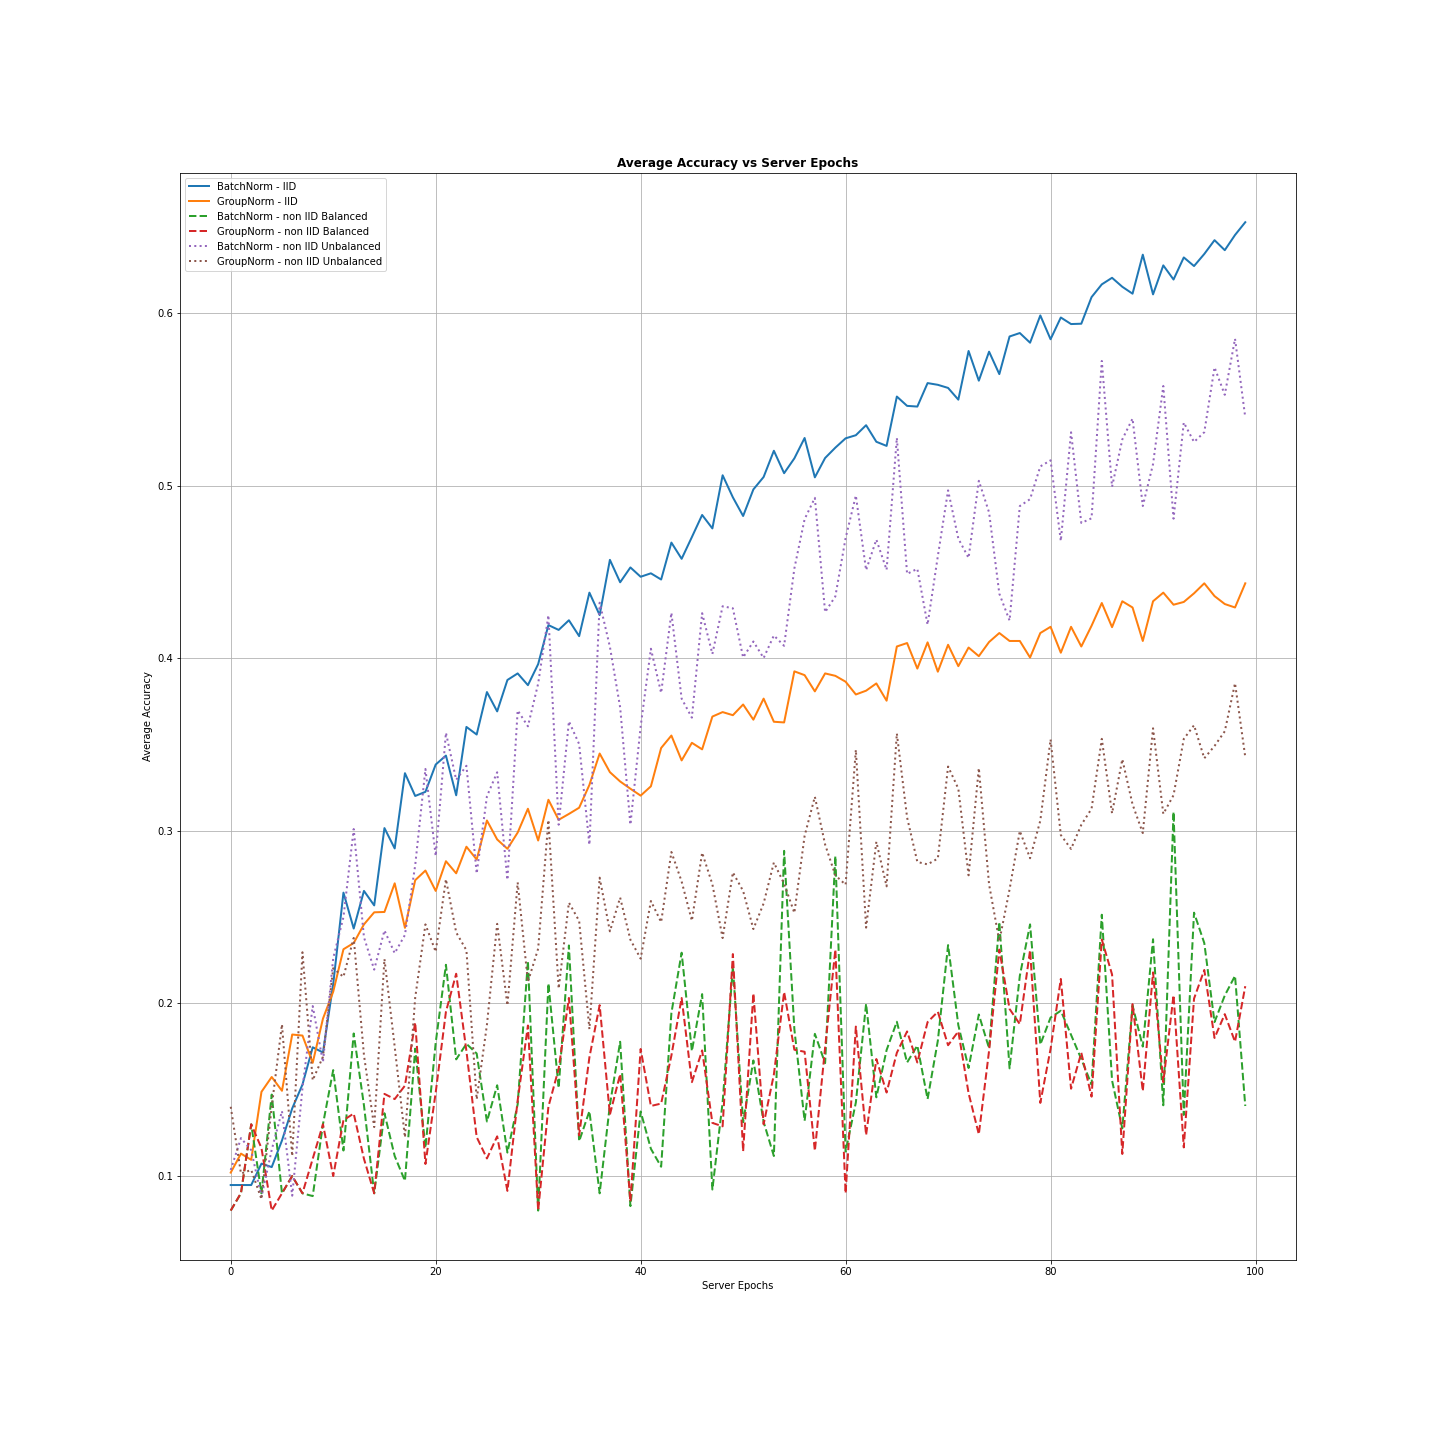 Average Accuracy vs Server Epochs
BatchNorm - IID
GroupNorm - IID
BatchNorm - non IID Balanced
GroupNorm - non IID Balanced
BatchNorm - non IID Unbalanced
GroupNorm - non IID Unbalanced
0.6
0.5
0.4
0.3
0.2
0.1
Average Accuracy
0 20 40 60 80 100
Server Epochs